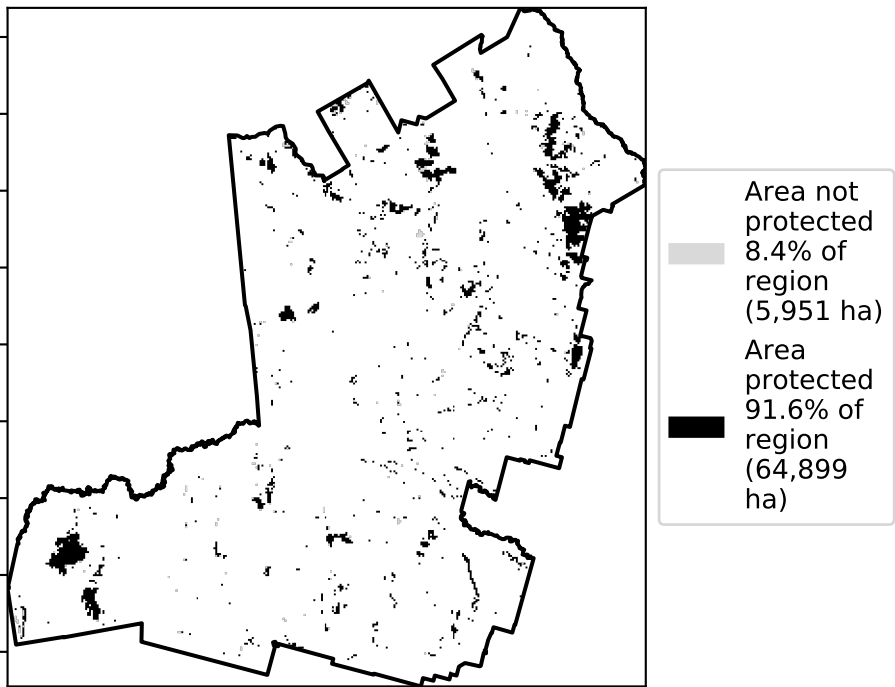 Area not
protected
8.4% of
region
(5,951 ha)
Area
protected
91.6% of
region
(64,899
ha)